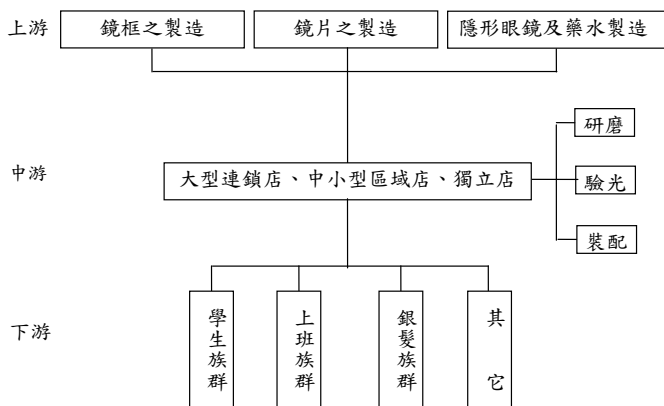 上游
鏡框之製造
鏡片之製造
隱形眼鏡及藥水製造
中游
大型連鎖店、中小型區域店、獨立店
研磨
驗光
裝配
下游
學生族群
上班族群
銀髮族群
其它